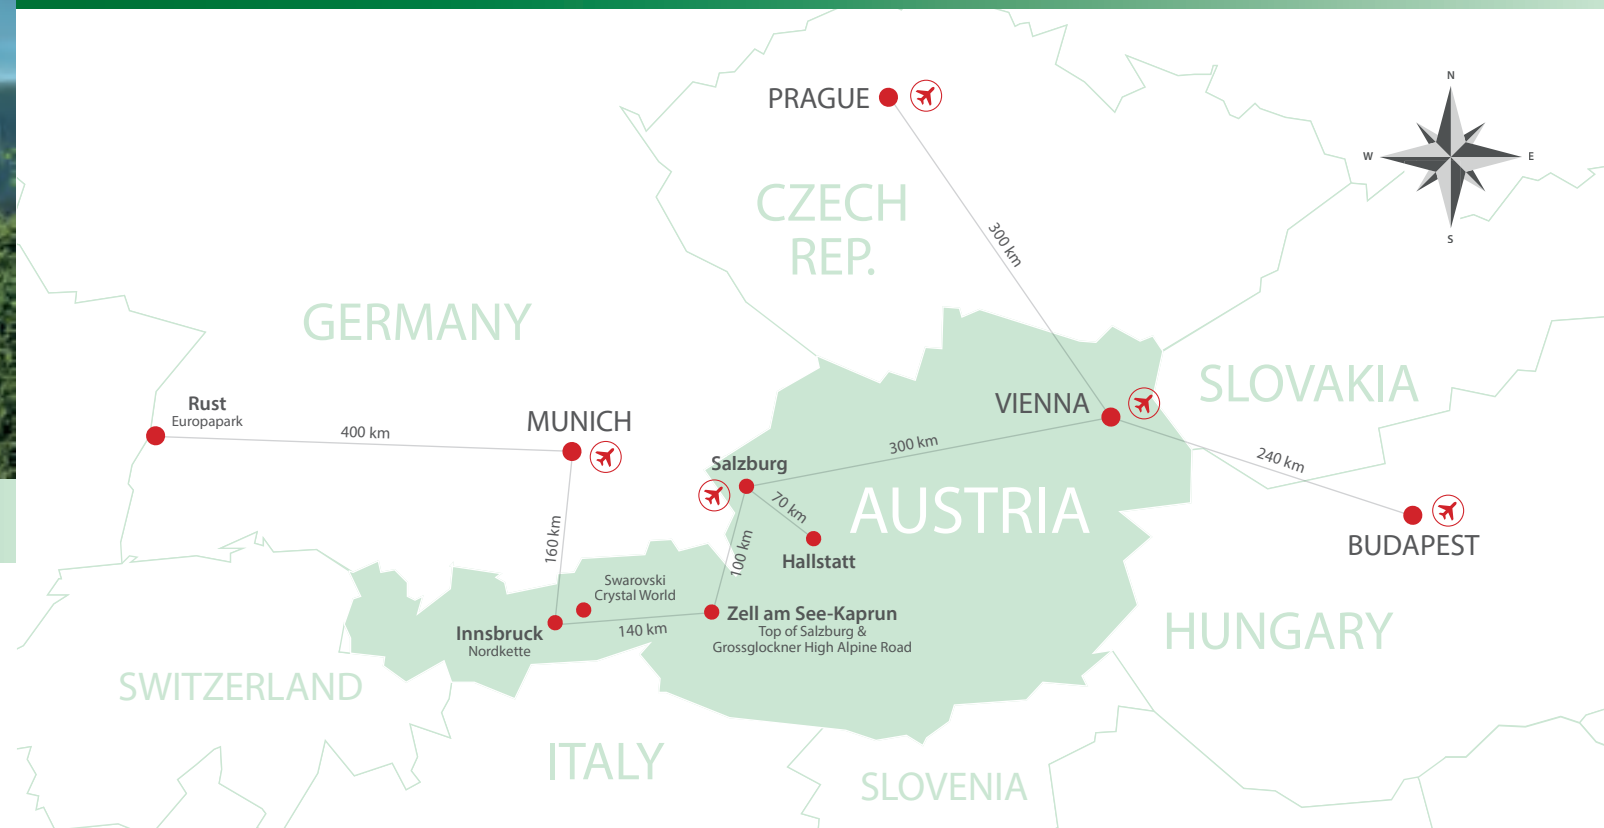 N
W
E
S
PRAGUE
CZECH
REP.
300 km
GERMANY
SLOVAKIA
Rust
Europapark
400 km
MUNICH
VIENNA
300 km
240 km
Salzburg
70 km
AUSTRIA
BUDAPEST
160 km
100 km
Hallstatt
Swarovski
Crystal World
Innsbruck
Nordkette
140 km
Zell am See-Kaprun
Top of Salzburg &
Grossglockner High Alpine Road
HUNGARY
SWITZERLAND
ITALY
SLOVENIA